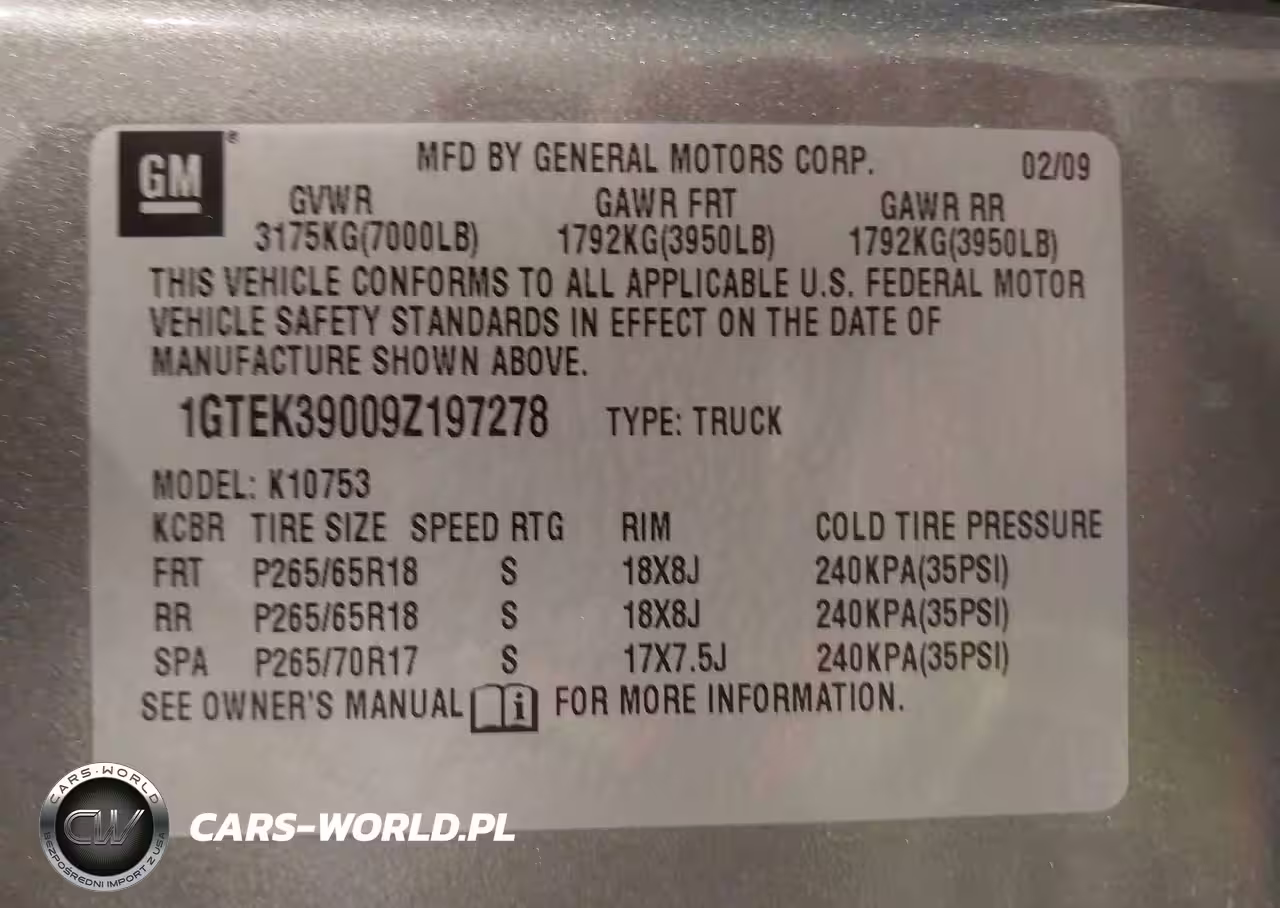 GM®
MFD BY GENERAL MOTORS CORP. 02/09
GVWR GAWR FRT GAWR RR
3175KG(7000LB) 1792KG(3950LB) 1792KG(3950LB)
THIS VEHICLE CONFORMS TO ALL APPLICABLE U.S. FEDERAL MOTOR
VEHICLE SAFETY STANDARDS IN EFFECT ON THE DATE OF
MANUFACTURE SHOWN ABOVE.
1GTEK39009Z197278 TYPE: TRUCK
MODEL: K10753
KCBR TIRE SIZE SPEED RTG RIM COLD TIRE PRESSURE
FRT P265/65R18 S 18X8J 240KPA(35PSI)
RR P265/65R18 S 18X8J 240KPA(35PSI)
SPA P265/70R17 S 17X7.5J 240KPA(35PSI)
SEE OWNER'S MANUAL i FOR MORE INFORMATION.
CARS-WORLD
CW
BEZPOŚREDNI IMPORT Z USA
CARS-WORLD.PL